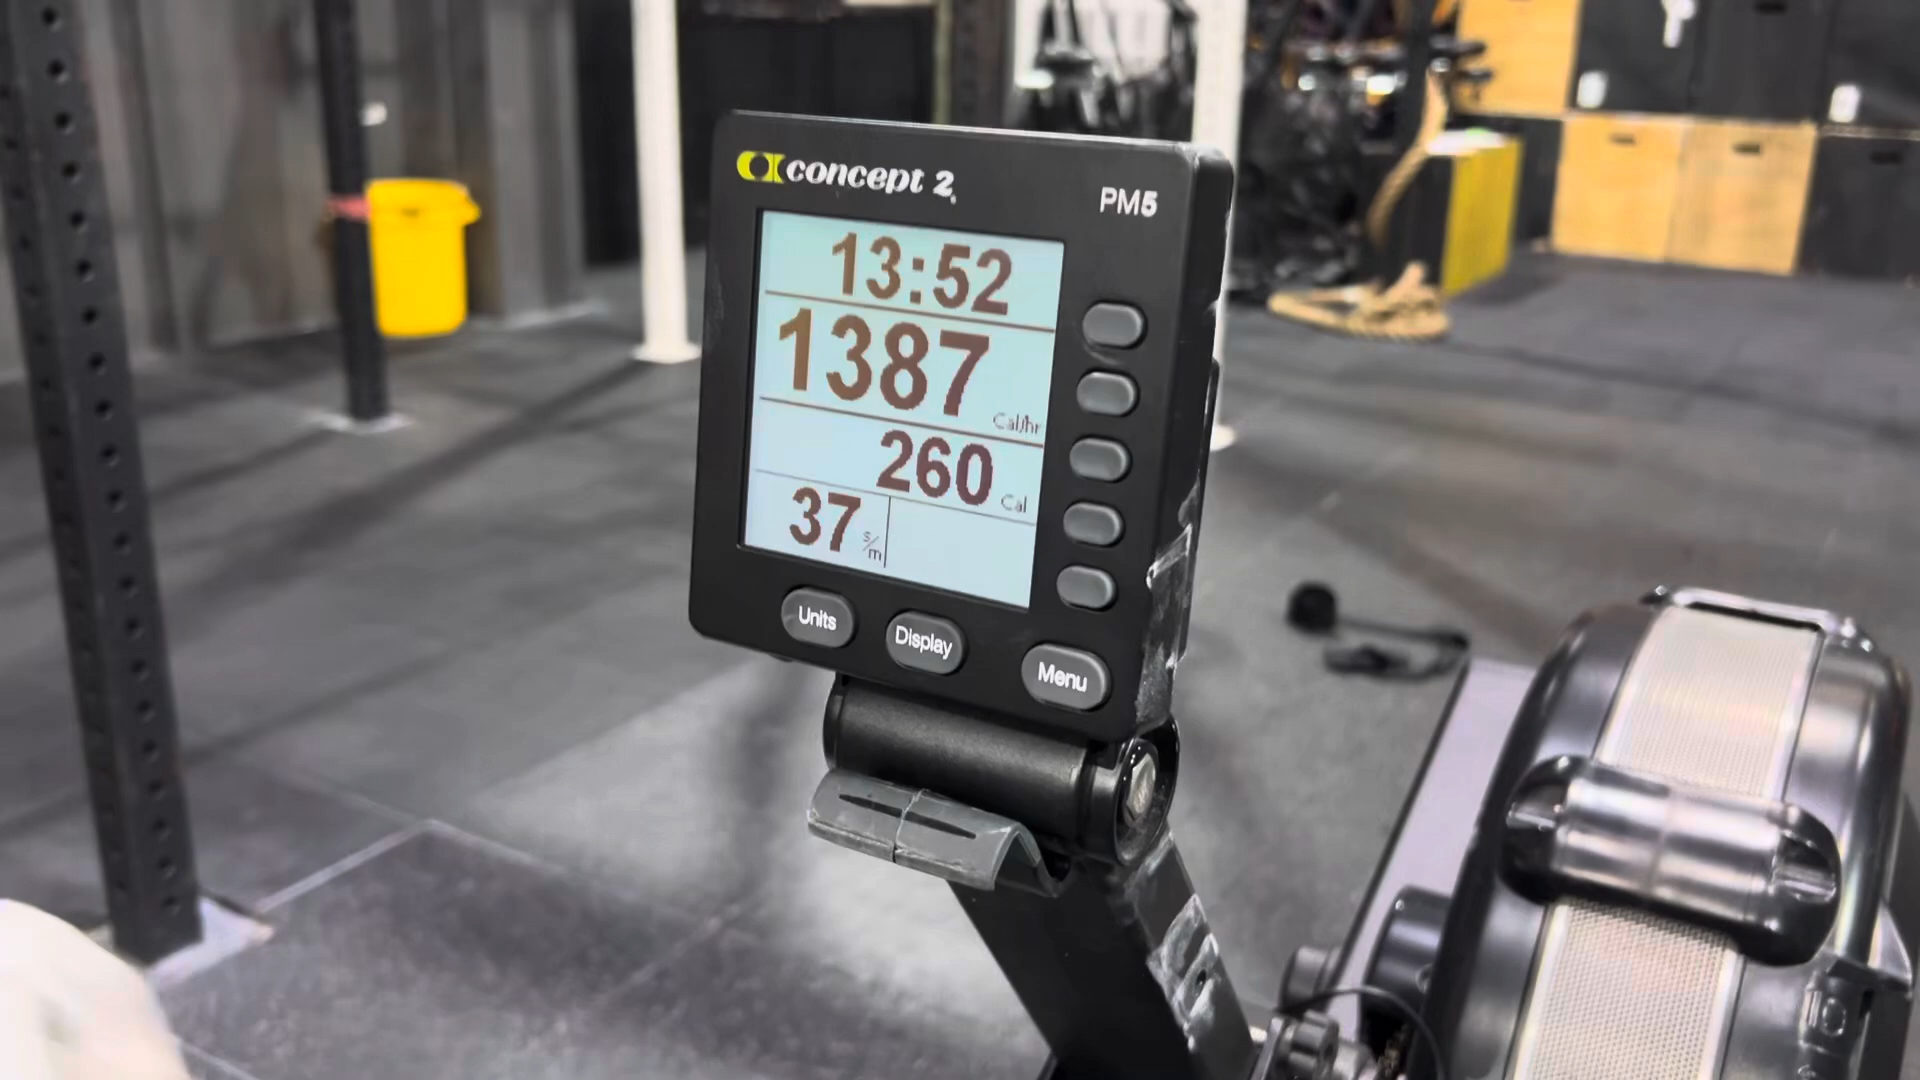 concept 2
PM5
13:52
1387 Cal/hr
260 Cal
37 s/m
Units
Display
Menu